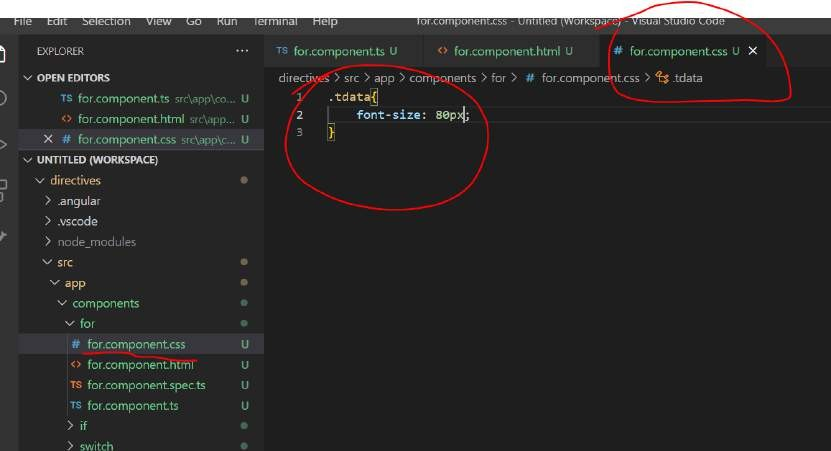 File Edit Selection View Go Run Terminal Help for.component.css - Untitled (Workspace) - Visual Studio Code
EXPLORER ...
TS for.component.ts U <> for.component.html U # for.component.css U ×
OPEN EDITORS
TS for.component.ts src\app\co... U
<> for.component.html src\app\... U
× # for.component.css src\app\c... U
UNTITLED (WORKSPACE)
directives
.angular
.vscode
node_modules
src
app
components
for
# for.component.css U
<> for.component.html U
TS for.component.spec.ts U
TS for.component.ts U
if
switch
directives > src > app > components > for > # for.component.css > .tdata
1 .tdata{
2 font-size: 80px;
3 }